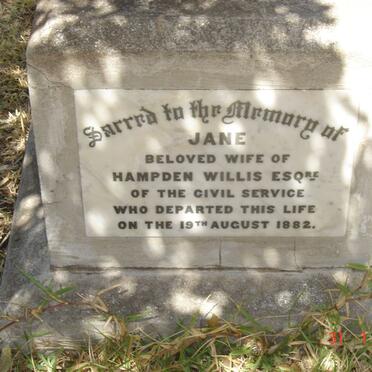 Sacred to the Memory of
JANE
BELOVED WIFE OF
HAMPDEN WILLIS ESQRE
OF THE CIVIL SERVICE
WHO DEPARTED THIS LIFE
ON THE 19TH AUGUST 1882.
31